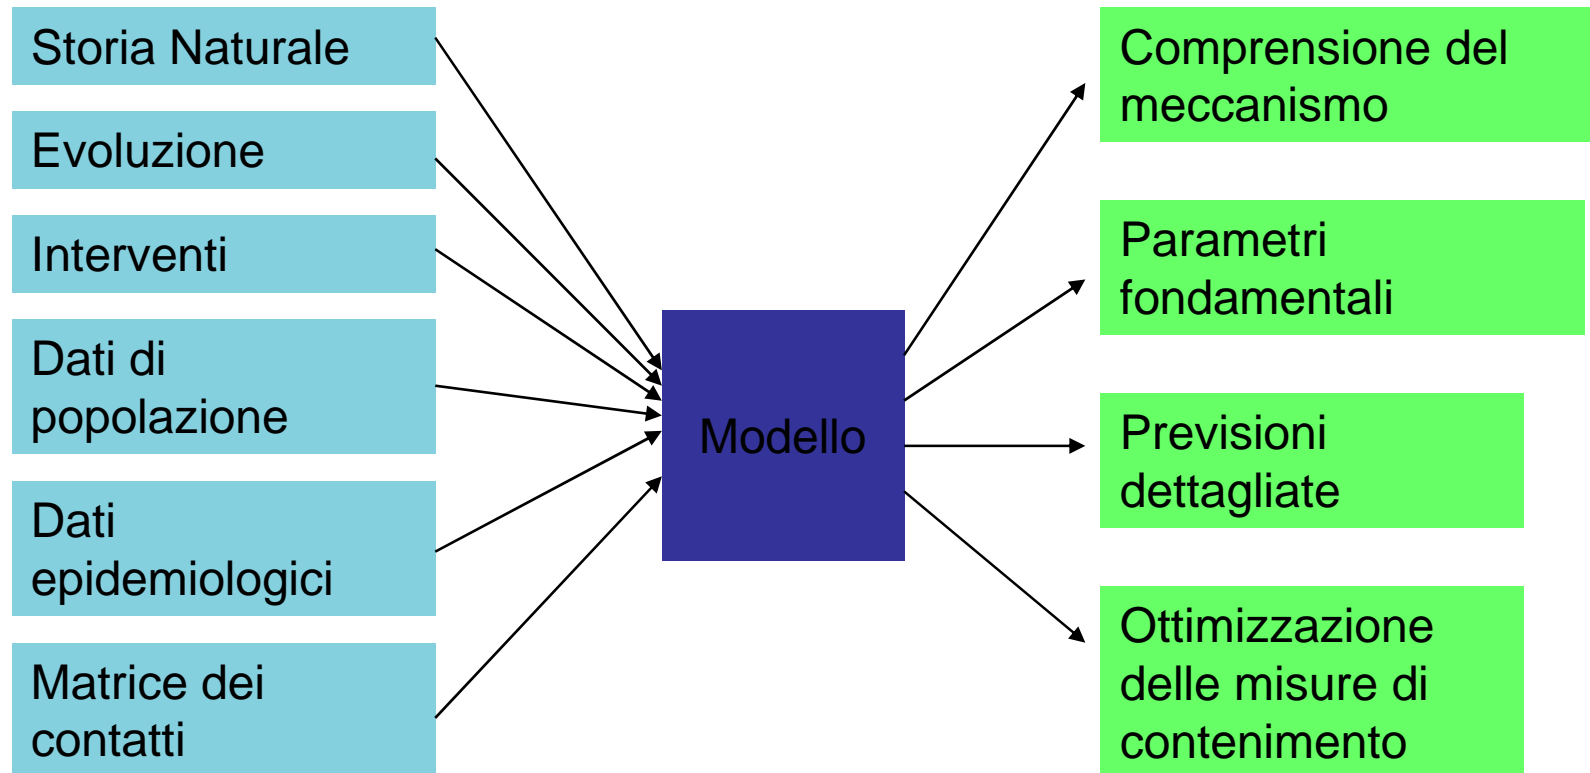 Storia Naturale
Evoluzione
Interventi
Dati di
popolazione
Dati
epidemiologici
Matrice dei
contatti
Modello
Comprensione del
meccanismo
Parametri
fondamentali
Previsioni
dettagliate
Ottimizzazione
delle misure di
contenimento